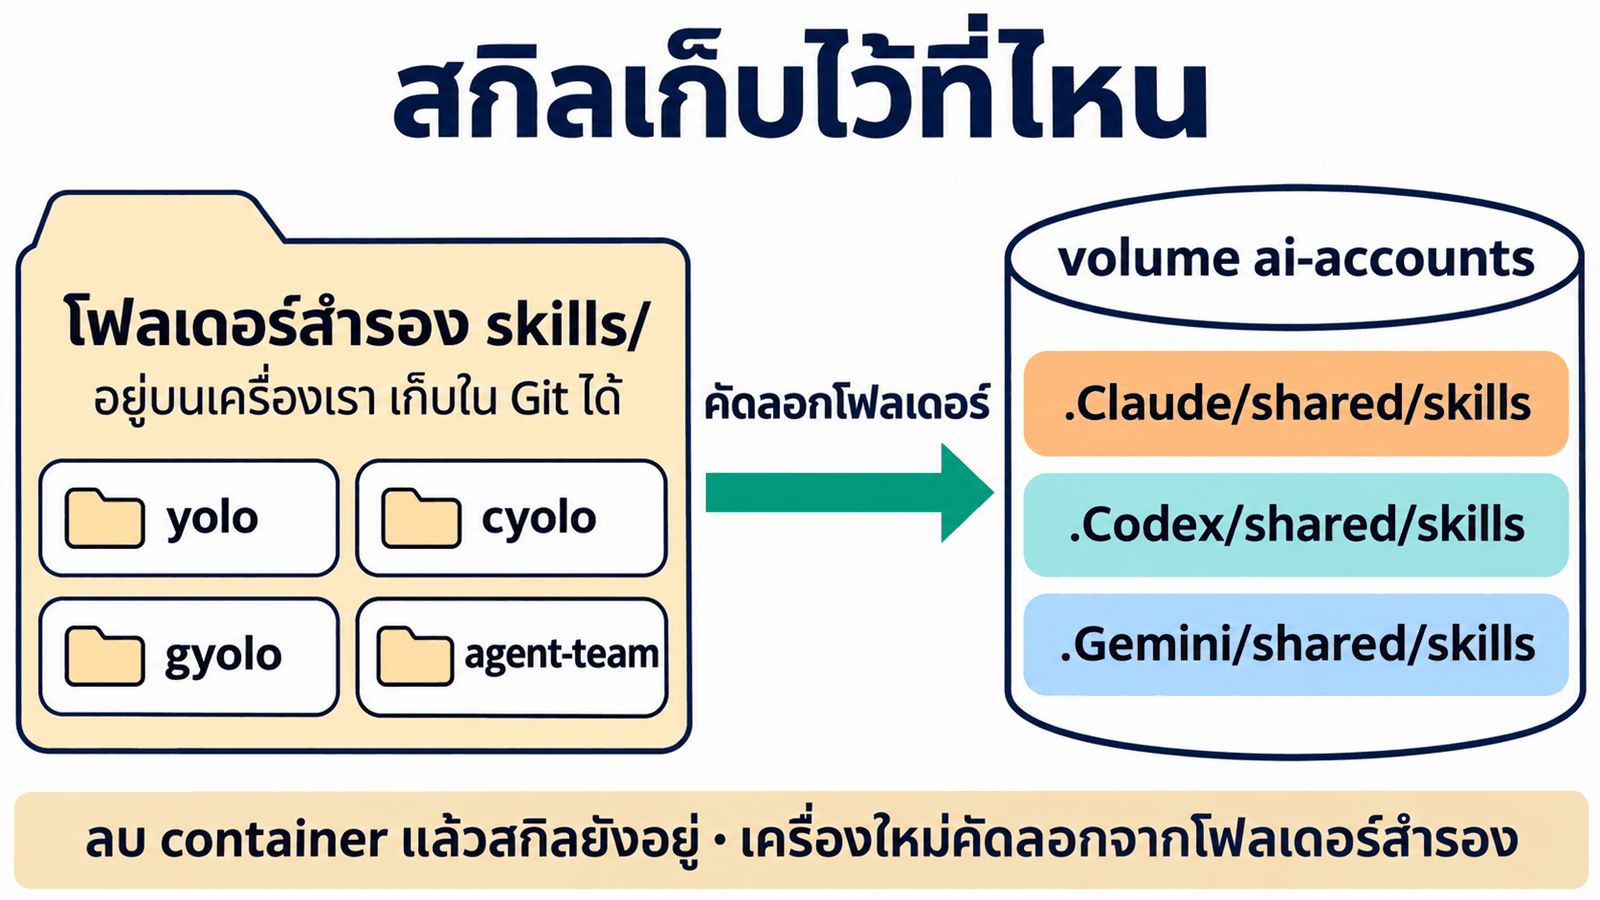 สกิลเก็บไว้ที่ไหน
โฟลเดอร์สำรอง skills/
อยู่บนเครื่องเรา เก็บใน Git ได้
yolo
cyolo
gyolo
agent-team
คัดลอกโฟลเดอร์
volume ai-accounts
.Claude/shared/skills
.Codex/shared/skills
.Gemini/shared/skills
ลบ container แล้วสกิลยังอยู่ • เครื่องใหม่คัดลอกจากโฟลเดอร์สำรอง